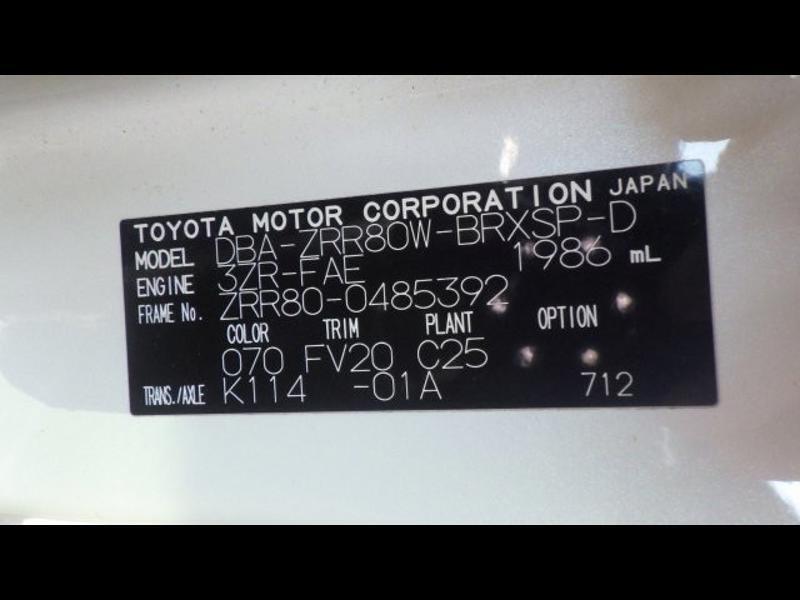 TOYOTA MOTOR CORPORATION JAPAN
MODEL DBA-ZRR80W-BRXSP-D
ENGINE 3ZR-FAE 1986 mL
FRAME No. ZRR80-0485392
COLOR TRIM PLANT OPTION
070 FV20 C25
TRANS./AXLE K114 -01A 712